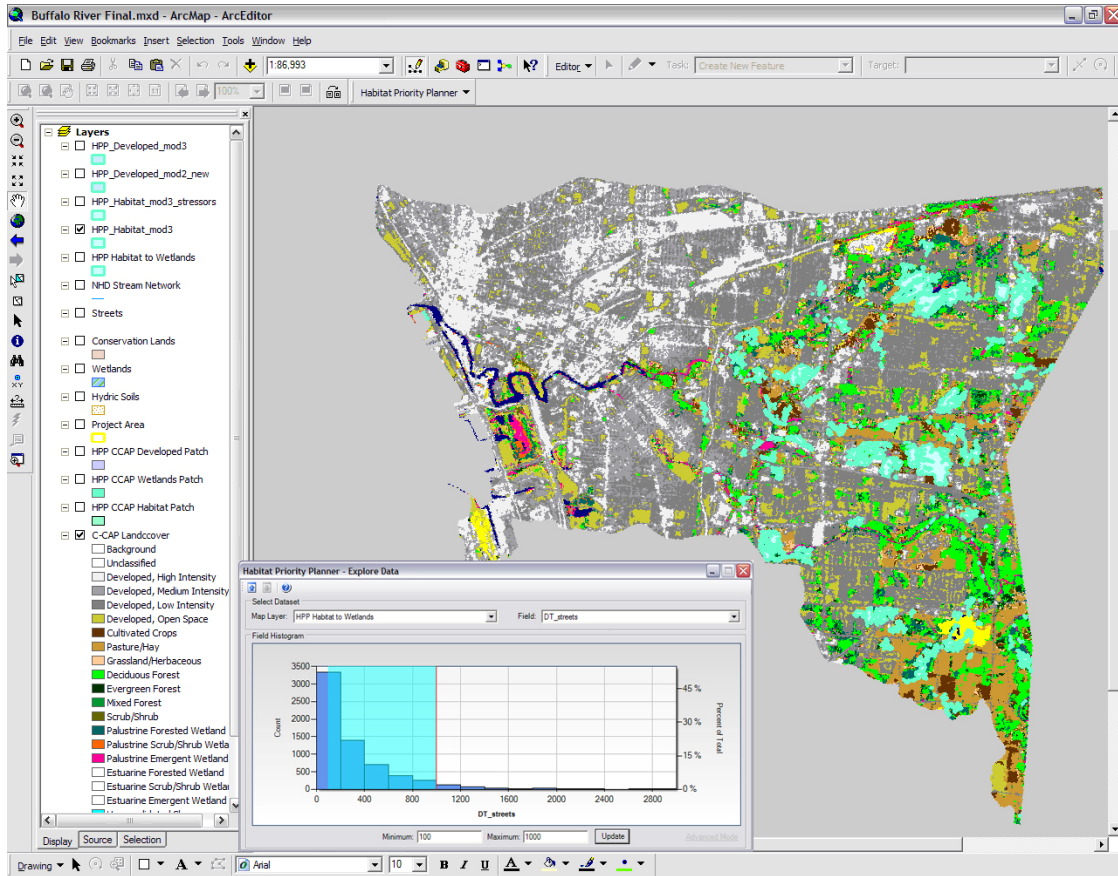 Buffalo River Final.mxd - ArcMap - ArcEditor
File Edit View Bookmarks Insert Selection Tools Window Help
1:86,993
Editor
Task: Create New Feature
Target:
100%
Habitat Priority Planner
Layers
HPP_Developed_mod3
HPP_Developed_mod2_new
HPP_Habitat_mod3_stressors
HPP_Habitat_mod3
HPP Habitat to Wetlands
NHD Stream Network
Streets
Conservation Lands
Wetlands
Hydric Soils
Project Area
HPP CCAP Developed Patch
HPP CCAP Wetlands Patch
HPP CCAP Habitat Patch
C-CAP Landccover
Background
Unclassified
Developed, High Intensity
Developed, Medium Intensity
Developed, Low Intensity
Developed, Open Space
Cultivated Crops
Pasture/Hay
Grassland/Herbaceous
Deciduous Forest
Evergreen Forest
Mixed Forest
Scrub/Shrub
Palustrine Forested Wetland
Palustrine Scrub/Shrub Wetla
Palustrine Emergent Wetland
Estuarine Forested Wetland
Estuarine Scrub/Shrub Wetla
Estuarine Emergent Wetland
Display Source Selection
Habitat Priority Planner - Explore Data
Select Dataset
Map Layer: HPP Habitat to Wetlands
Field: DT_streets
Field Histogram
3500
3000
2500
2000
1500
1000
500
0
Count
45 %
30 %
15 %
0 %
Percent of Total
0 400 800 1200 1600 2000 2400 2800
DT_streets
Minimum: 100
Maximum: 1000
Update
Advanced Mode
Drawing
A
Arial
10
B I U
A